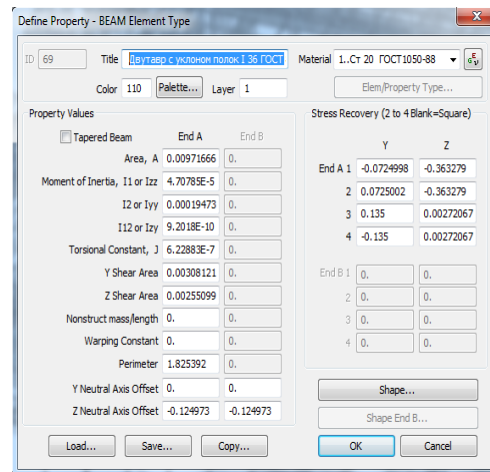 Define Property - BEAM Element Type
ID 69 Title Двутавр с уклоном полок I 36 ГОСТ Material 1..Ст 20 ГОСТ1050-88
Color 110 Palette... Layer 1 Elem/Property Type...
Property Values
Tapered Beam End A End B
Area, A 0.00971666 0.
Moment of Inertia, I1 or Izz 4.70785E-5 0.
I2 or Iyy 0.00019473 0.
I12 or Izy 9.2018E-10 0.
Torsional Constant, J 6.22883E-7 0.
Y Shear Area 0.00308121 0.
Z Shear Area 0.00255099 0.
Nonstruct mass/length 0. 0.
Warping Constant 0. 0.
Perimeter 1.825392 0.
Y Neutral Axis Offset 0. 0.
Z Neutral Axis Offset -0.124973 -0.124973
Stress Recovery (2 to 4 Blank=Square)
Y Z
End A 1 -0.0724998 -0.363279
2 0.0725002 -0.363279
3 0.135 0.00272067
4 -0.135 0.00272067
End B 1 0. 0.
2 0. 0.
3 0. 0.
4 0. 0.
Shape...
Shape End B...
Load... Save... Copy... OK Cancel